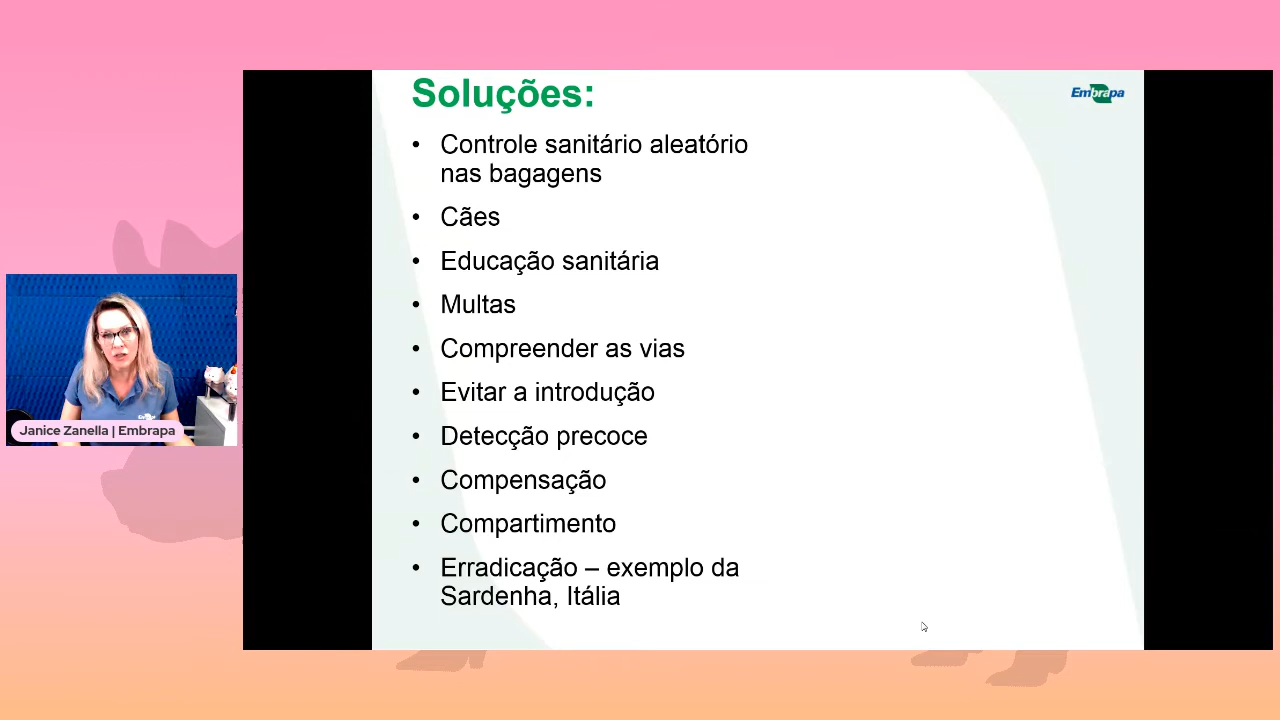 Soluções:
Embrapa
• Controle sanitário aleatório
nas bagagens
• Cães
• Educação sanitária
• Multas
• Compreender as vias
• Evitar a introdução
• Detecção precoce
• Compensação
• Compartimento
• Erradicação – exemplo da
Sardenha, Itália
Janice Zanella | Embrapa